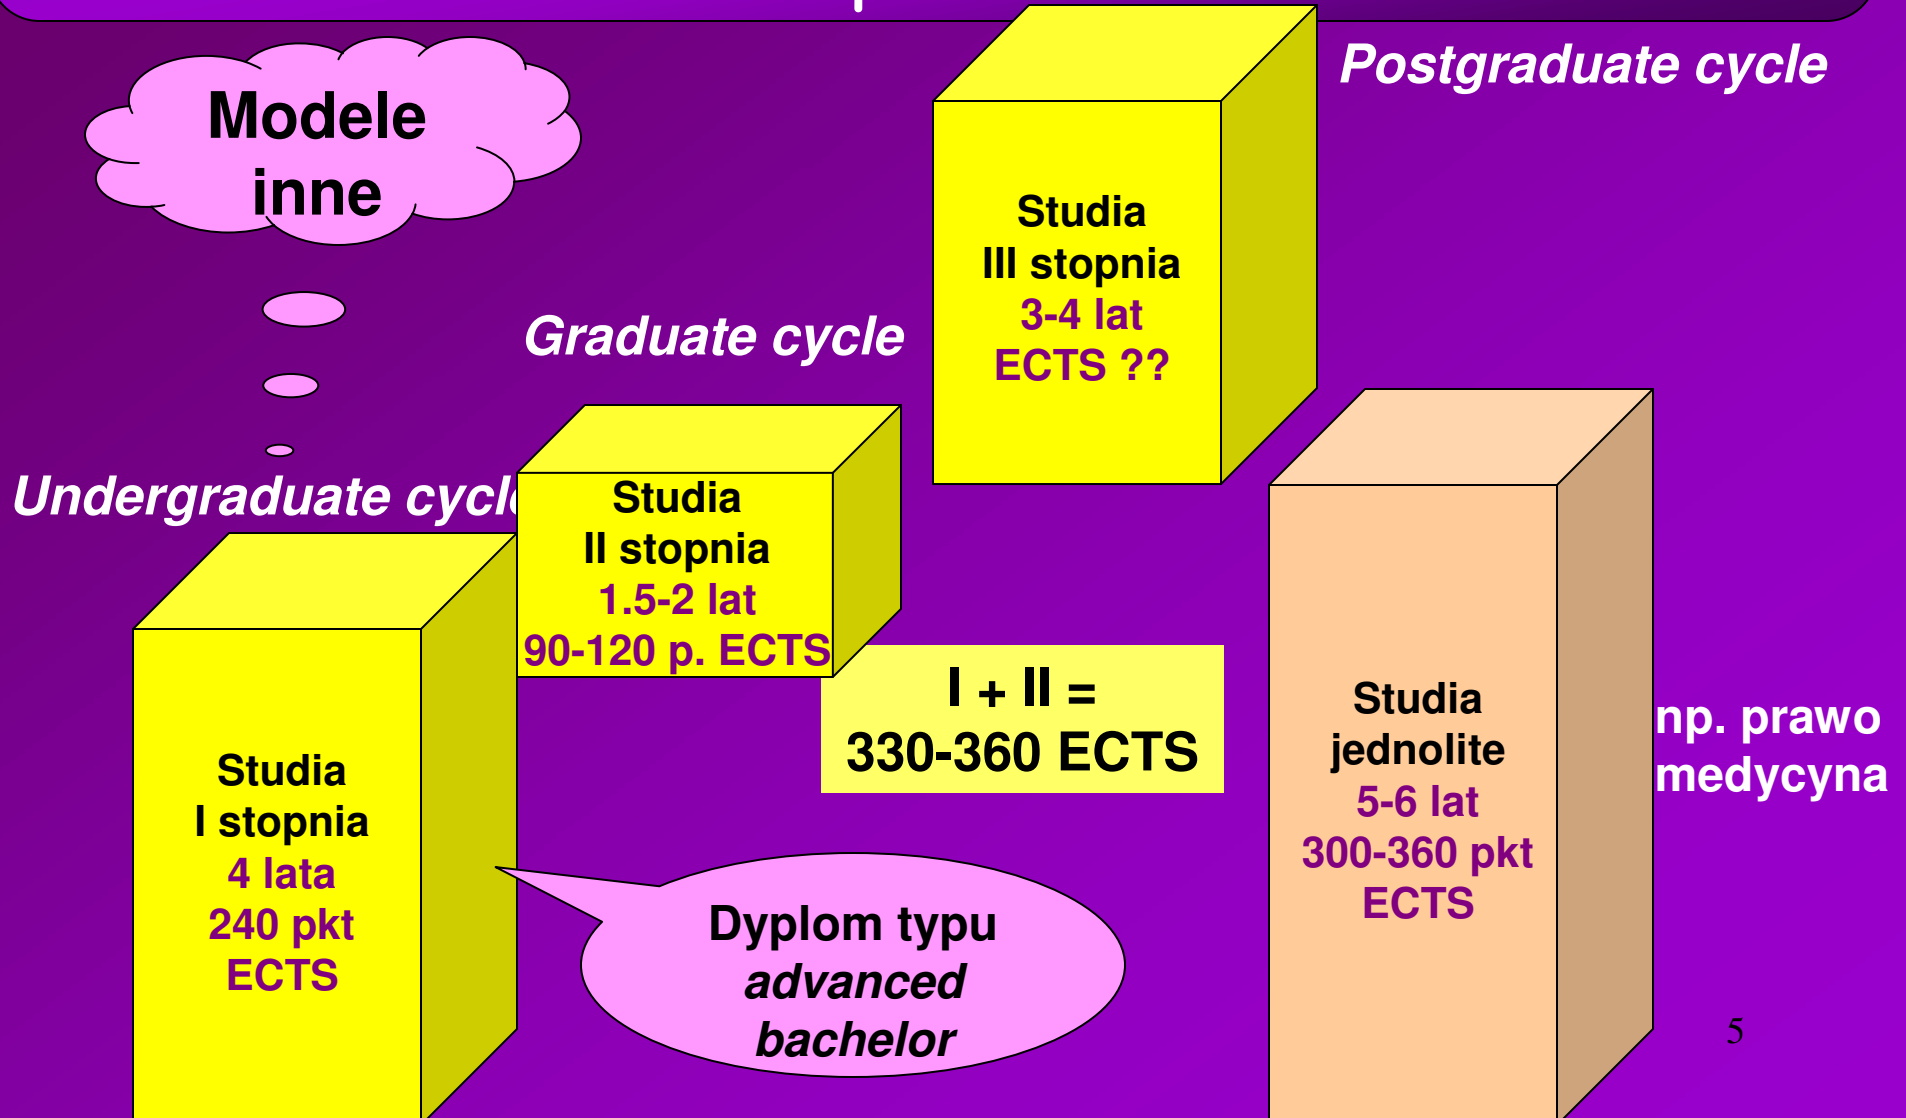 Postgraduate cycle
Modele
inne
Studia
III stopnia
3-4 lat
ECTS ??
Graduate cycle
Undergraduate cycle
Studia
II stopnia
1.5-2 lat
90-120 p. ECTS
I + II =
330-360 ECTS
Studia
jednolite
5-6 lat
300-360 pkt
ECTS
np. prawo
medycyna
Studia
I stopnia
4 lata
240 pkt
ECTS
Dyplom typu
advanced
bachelor
5